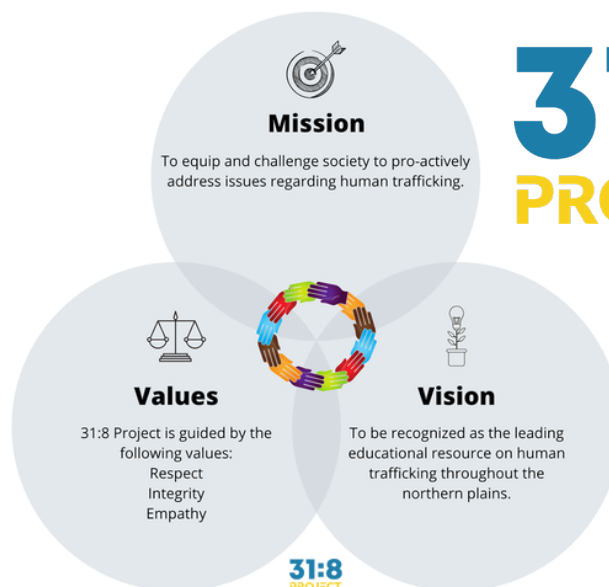 Mission
To equip and challenge society to pro-actively
address issues regarding human trafficking.
Values
31:8 Project is guided by the
following values:
Respect
Integrity
Empathy
Vision
To be recognized as the leading
educational resource on human
trafficking throughout the
northern plains.
31:8
PROJECT